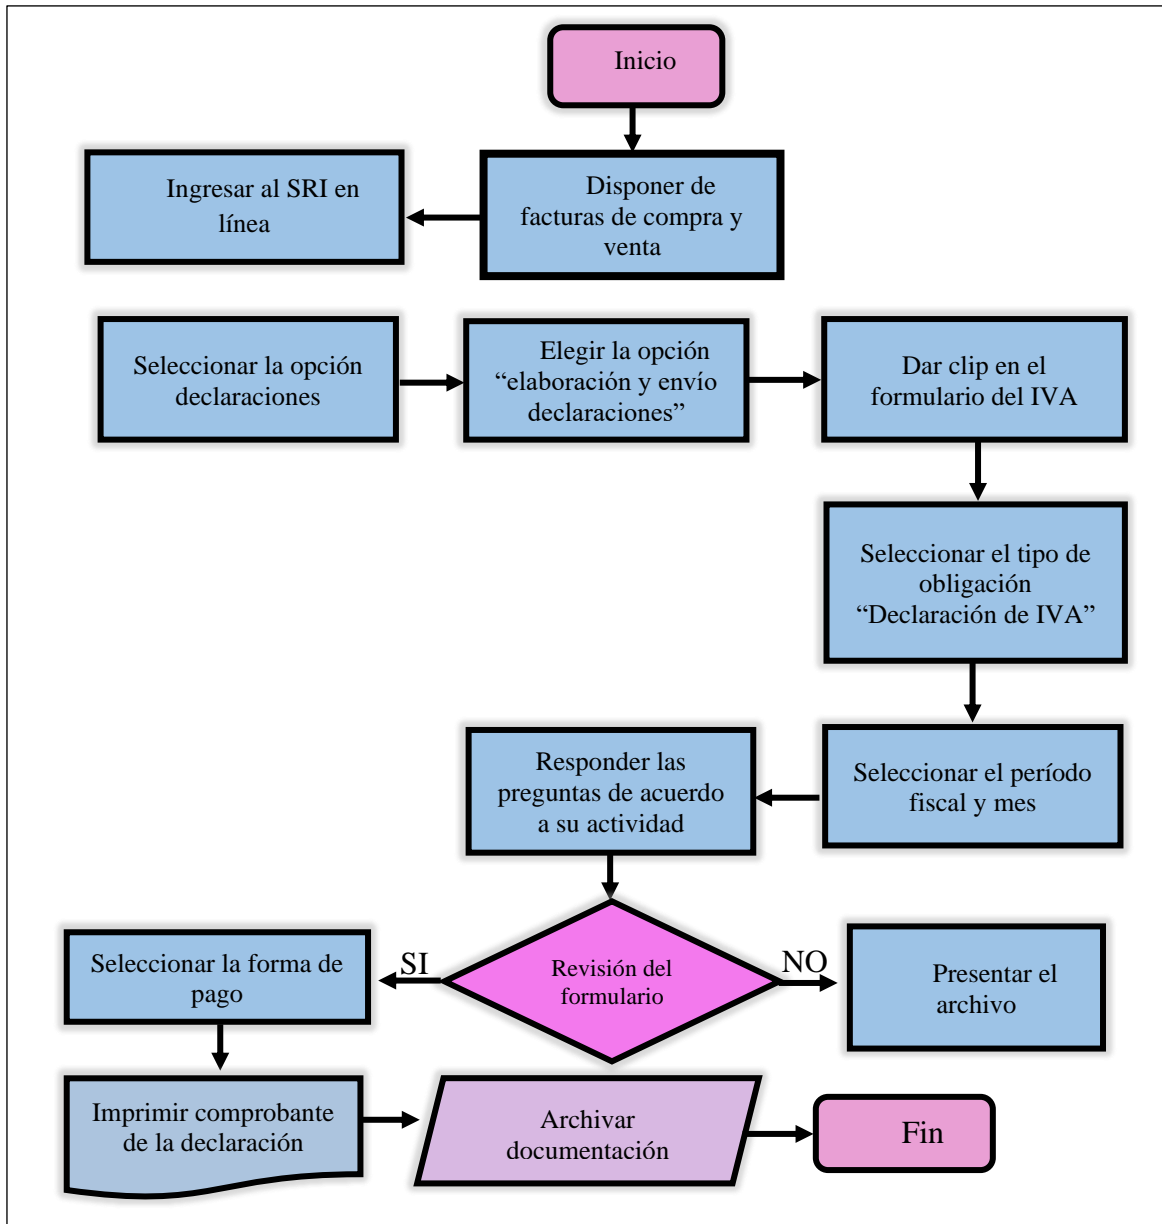 Inicio
Disponer de
facturas de compra y
venta
Ingresar al SRI en
línea
Seleccionar la opción
declaraciones
Elegir la opción
“elaboración y envío
declaraciones”
Dar clip en el
formulario del IVA
Seleccionar el tipo de
obligación
“Declaración de IVA”
Seleccionar el período
fiscal y mes
Responder las
preguntas de acuerdo
a su actividad
Revisión del
formulario
SI
NO
Seleccionar la forma de
pago
Presentar el
archivo
Imprimir comprobante
de la declaración
Archivar
documentación
Fin